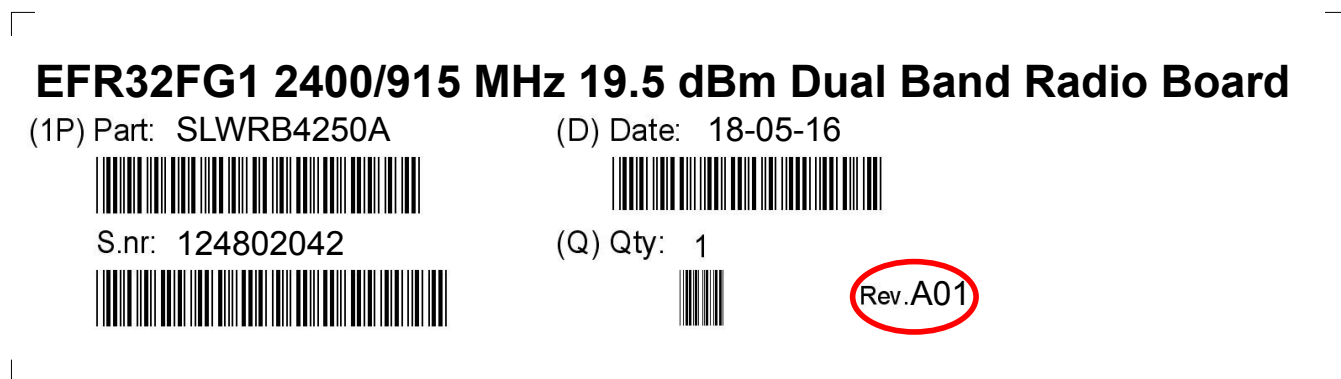 EFR32FG1 2400/915 MHz 19.5 dBm Dual Band Radio Board
(1P) Part: SLWRB4250A (D) Date: 18-05-16
S.nr: 124802042 (Q) Qty: 1
Rev.A01